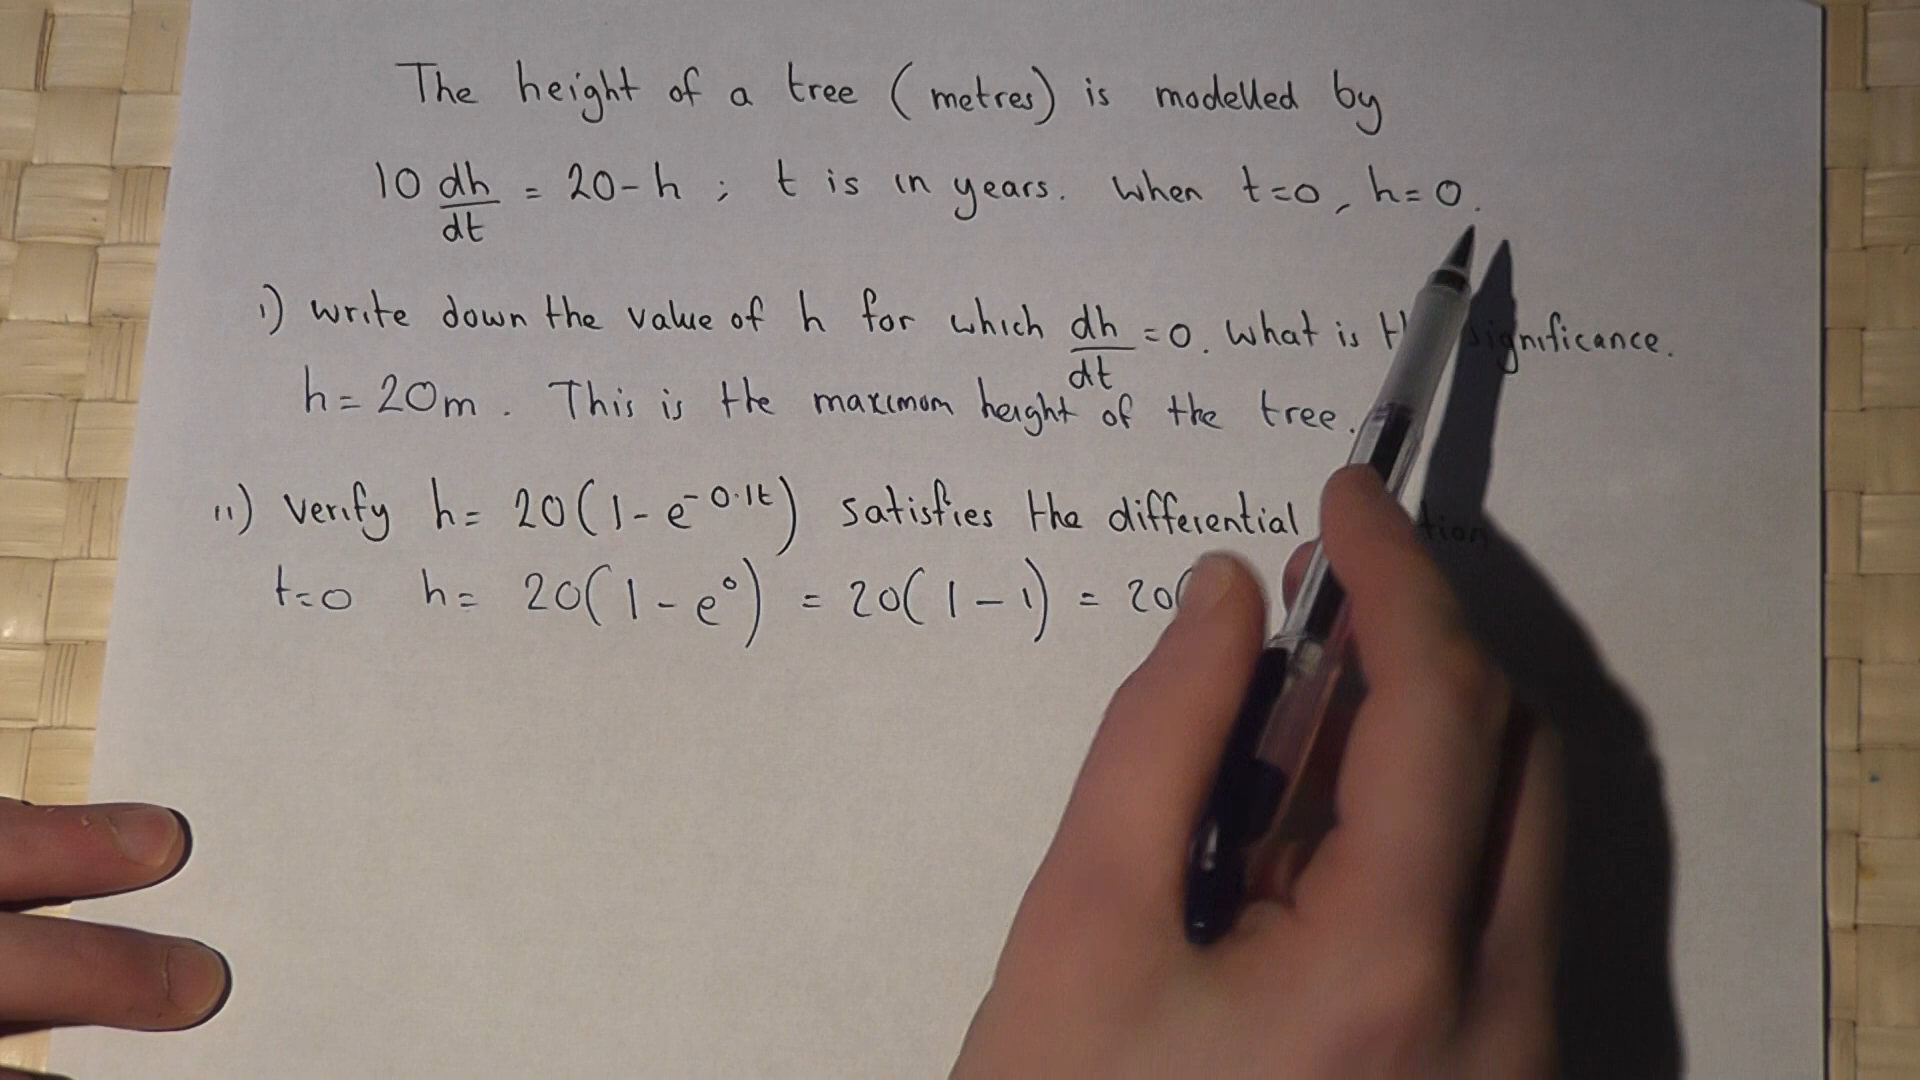 The height of a tree (metres) is modelled by
10 dh/dt = 20-h ; t is in years. When t=0, h=0.
i) write down the value of h for which dh/dt = 0. What is significance.
h = 20m. This is the maximum height of the tree.
ii) Verify h = 20(1-e^-0.1t) satisfies the differential
t=0 h= 20(1-e^0) = 20(1-1) = 20(